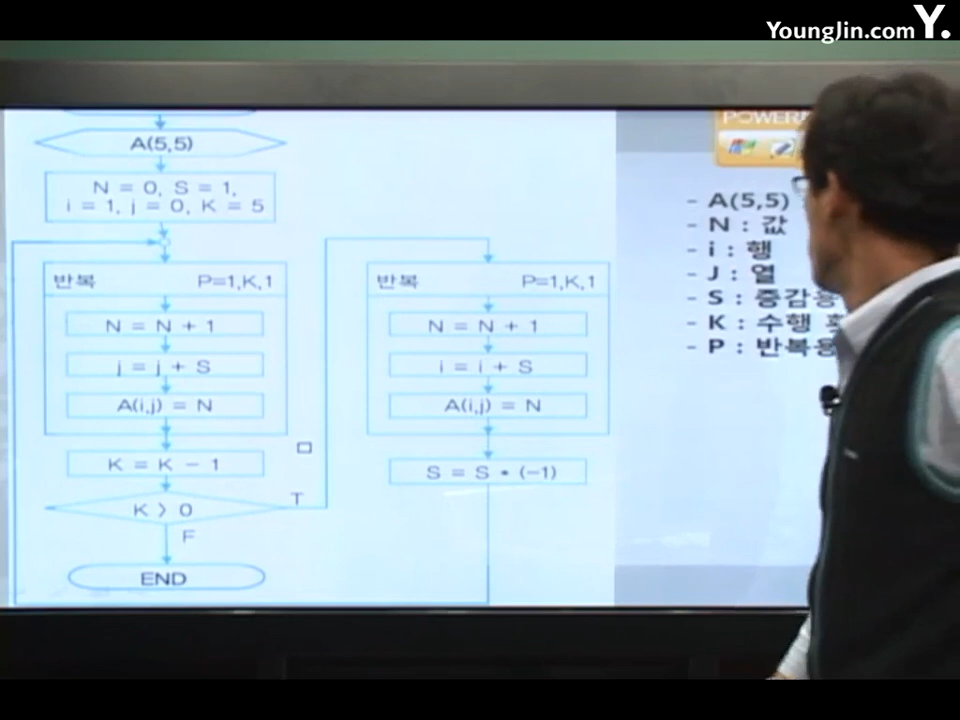 YoungJin.com Y.
A(5,5)
N = 0, S = 1,
i = 1, j = 0, K = 5
반복 P=1,K,1
N = N + 1
j = j + S
A(i,j) = N
K = K - 1
K > 0
T
F
END
반복 P=1,K,1
N = N + 1
i = i + S
A(i,j) = N
S = S * (-1)
- A(5,5)
- N : 값
- i : 행
- J : 열
- S : 증감용
- K : 수행
- P : 반복용